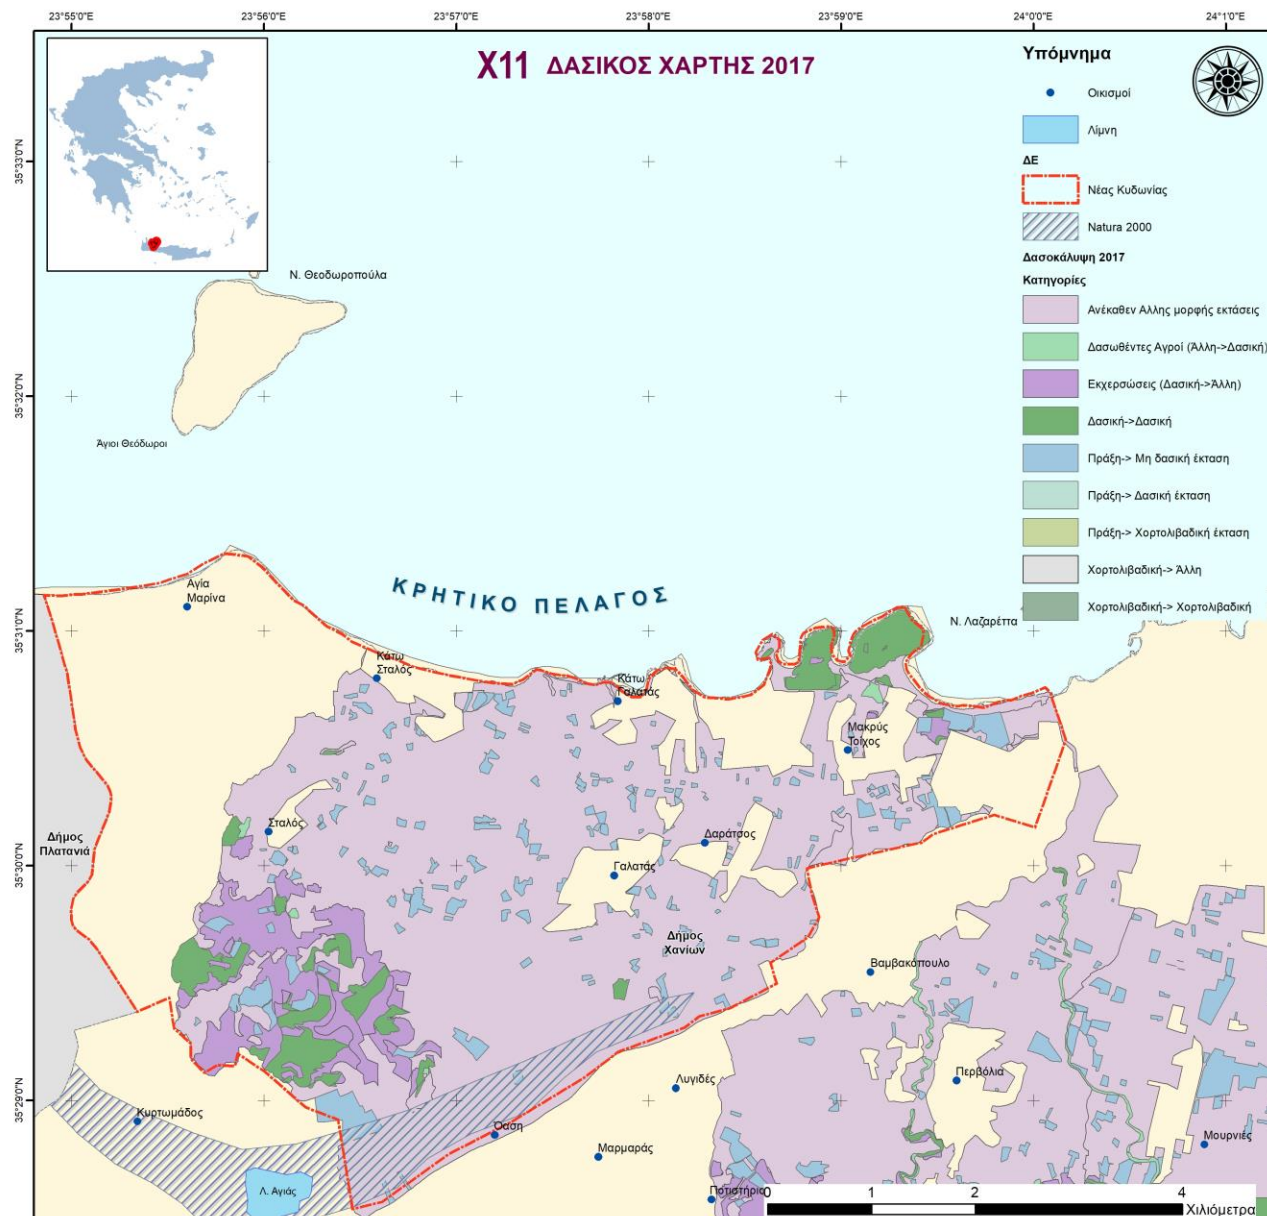 23°55'0"E
23°56'0"E
23°57'0"E
23°58'0"E
23°59'0"E
24°0'0"E
24°1'0"E
X11 ΔΑΣΙΚΟΣ ΧΑΡΤΗΣ 2017
Υπόμνημα
Οικισμοί
Λίμνη
ΔΕ
Νέας Κυδωνίας
Natura 2000
Δασοκάλυψη 2017
Κατηγορίες
Ανέκαθεν Αλλης μορφής εκτάσεις
Δασωθέντες Αγροί (Άλλη->Δασική)
Εκχερσώσεις (Δασική->Άλλη)
Δασική->Δασική
Πράξη-> Μη δασική έκταση
Πράξη-> Δασική έκταση
Πράξη-> Χορτολιβαδική έκταση
Χορτολιβαδική-> Άλλη
Χορτολιβαδική-> Χορτολιβαδική
35°33'0"N
35°32'0"N
35°31'0"N
35°30'0"N
35°29'0"N
Ν. Θεοδωροπούλα
Άγιοι Θεόδωροι
ΚΡΗΤΙΚΟ ΠΕΛΑΓΟΣ
Αγία
Μαρίνα
Ν. Λαζαρέττα
Κάτω
Σταλός
Κάτω
Γαλατάς
Μακρύς
Τοίχος
Σταλός
Δαράτσος
Δήμος
Πλατανιά
Γαλατάς
Δήμος
Χανίων
Βαμβακόπουλο
Λυγιδές
Περβόλια
Κυρτωμάδος
Όαση
Μαρμαράς
Μουρνιές
Λ. Αγιάς
Ποτιστήρια
0
1
2
4
Χιλιόμετρα